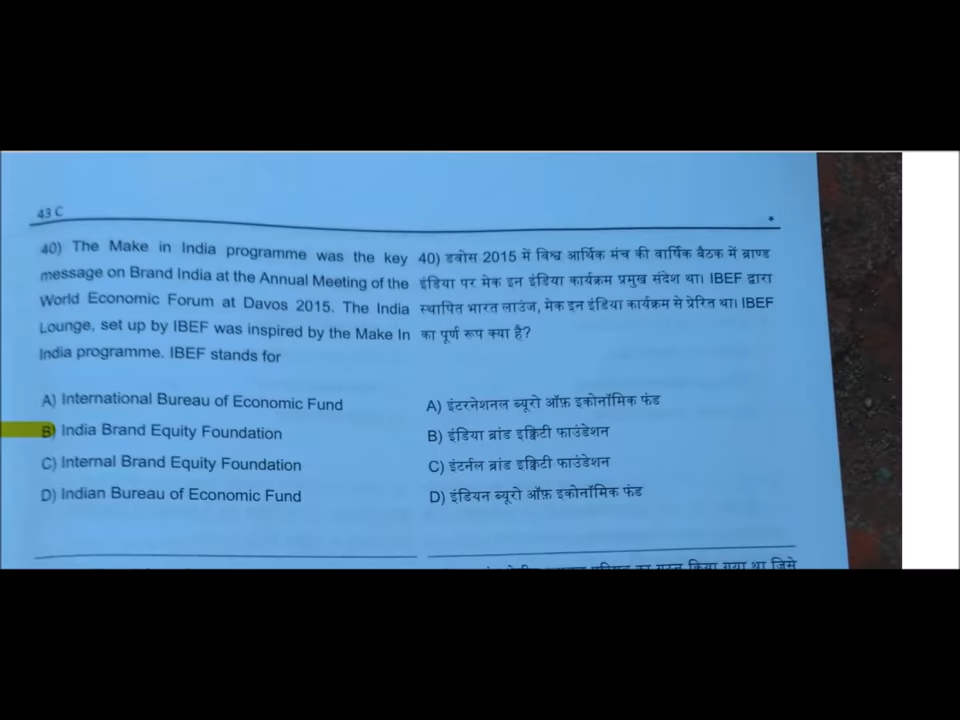 43 C
*
40) The Make in India programme was the key
message on Brand India at the Annual Meeting of the
World Economic Forum at Davos 2015. The India
Lounge, set up by IBEF was inspired by the Make In
India programme. IBEF stands for
A) International Bureau of Economic Fund
B) India Brand Equity Foundation
C) Internal Brand Equity Foundation
D) Indian Bureau of Economic Fund
40) डवोस 2015 में विश्व आर्थिक मंच की वार्षिक बैठक में ब्राण्ड
इंडिया पर मेक इन इंडिया कार्यक्रम प्रमुख संदेश था। IBEF द्वारा
स्थापित भारत लाउंज, मेक इन इंडिया कार्यक्रम से प्रेरित था। IBEF
का पूर्ण रूप क्या है?
A) इंटरनेशनल ब्यूरो ऑफ़ इकोनॉमिक फंड
B) इंडिया ब्रांड इक्विटी फाउंडेशन
C) इंटर्नल ब्रांड इक्विटी फाउंडेशन
D) इंडियन ब्यूरो ऑफ़ इकोनॉमिक फंड
का गठन किया गया था जिसे